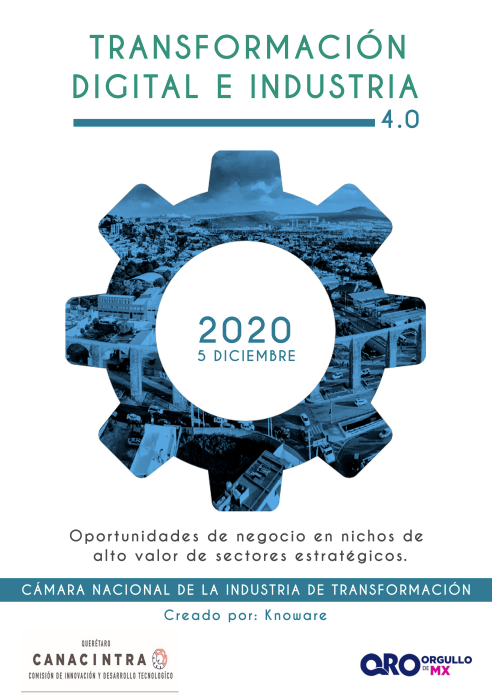 TRANSFORMACIÓN
DIGITAL E INDUSTRIA
4.0
2020
5 DICIEMBRE
Oportunidades de negocio en nichos de
alto valor de sectores estratégicos.
CÁMARA NACIONAL DE LA INDUSTRIA DE TRANSFORMACIÓN
Creado por: Knoware
QUERÉTARO
CANACINTRA
COMISIÓN DE INNOVACIÓN Y DESARROLLO TECNOLÓGICO
QRO ORGULLO
DE MX